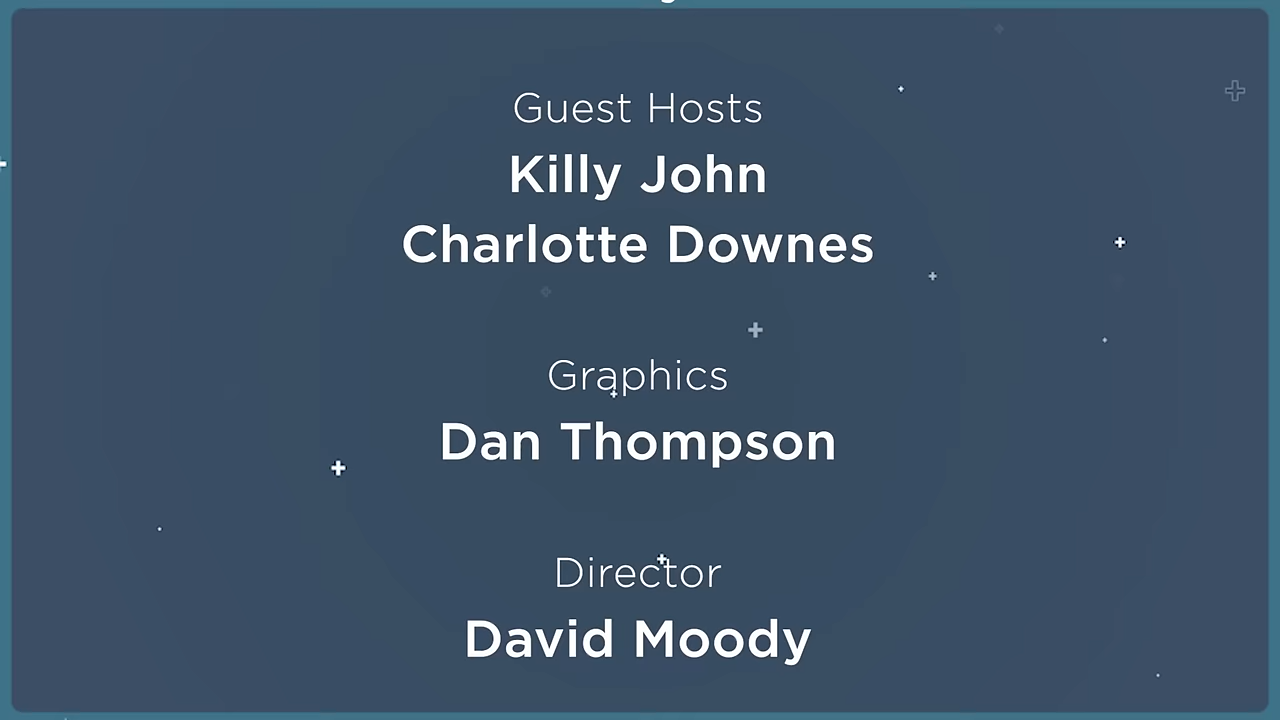 Guest Hosts
Killy John
Charlotte Downes
Graphics
Dan Thompson
Director
David Moody